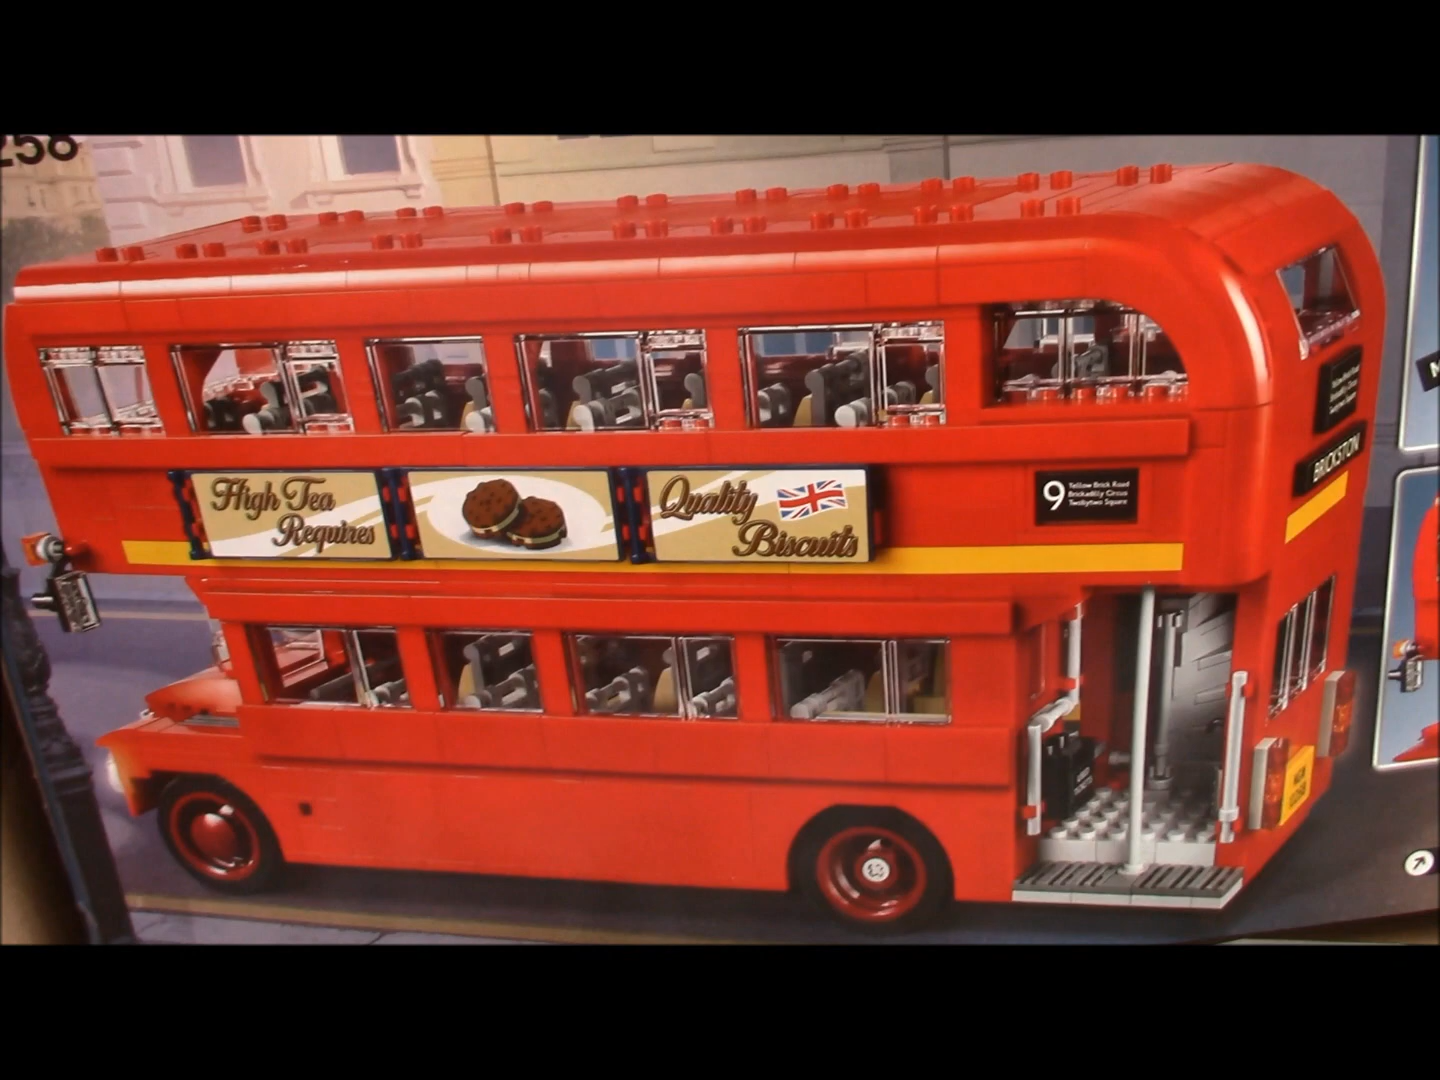 258
High Tea
Requires
Quality
Biscuits
9
Yellow Brick Road
Brickadilly Circus
Twobytwo Square
BRICKSTON